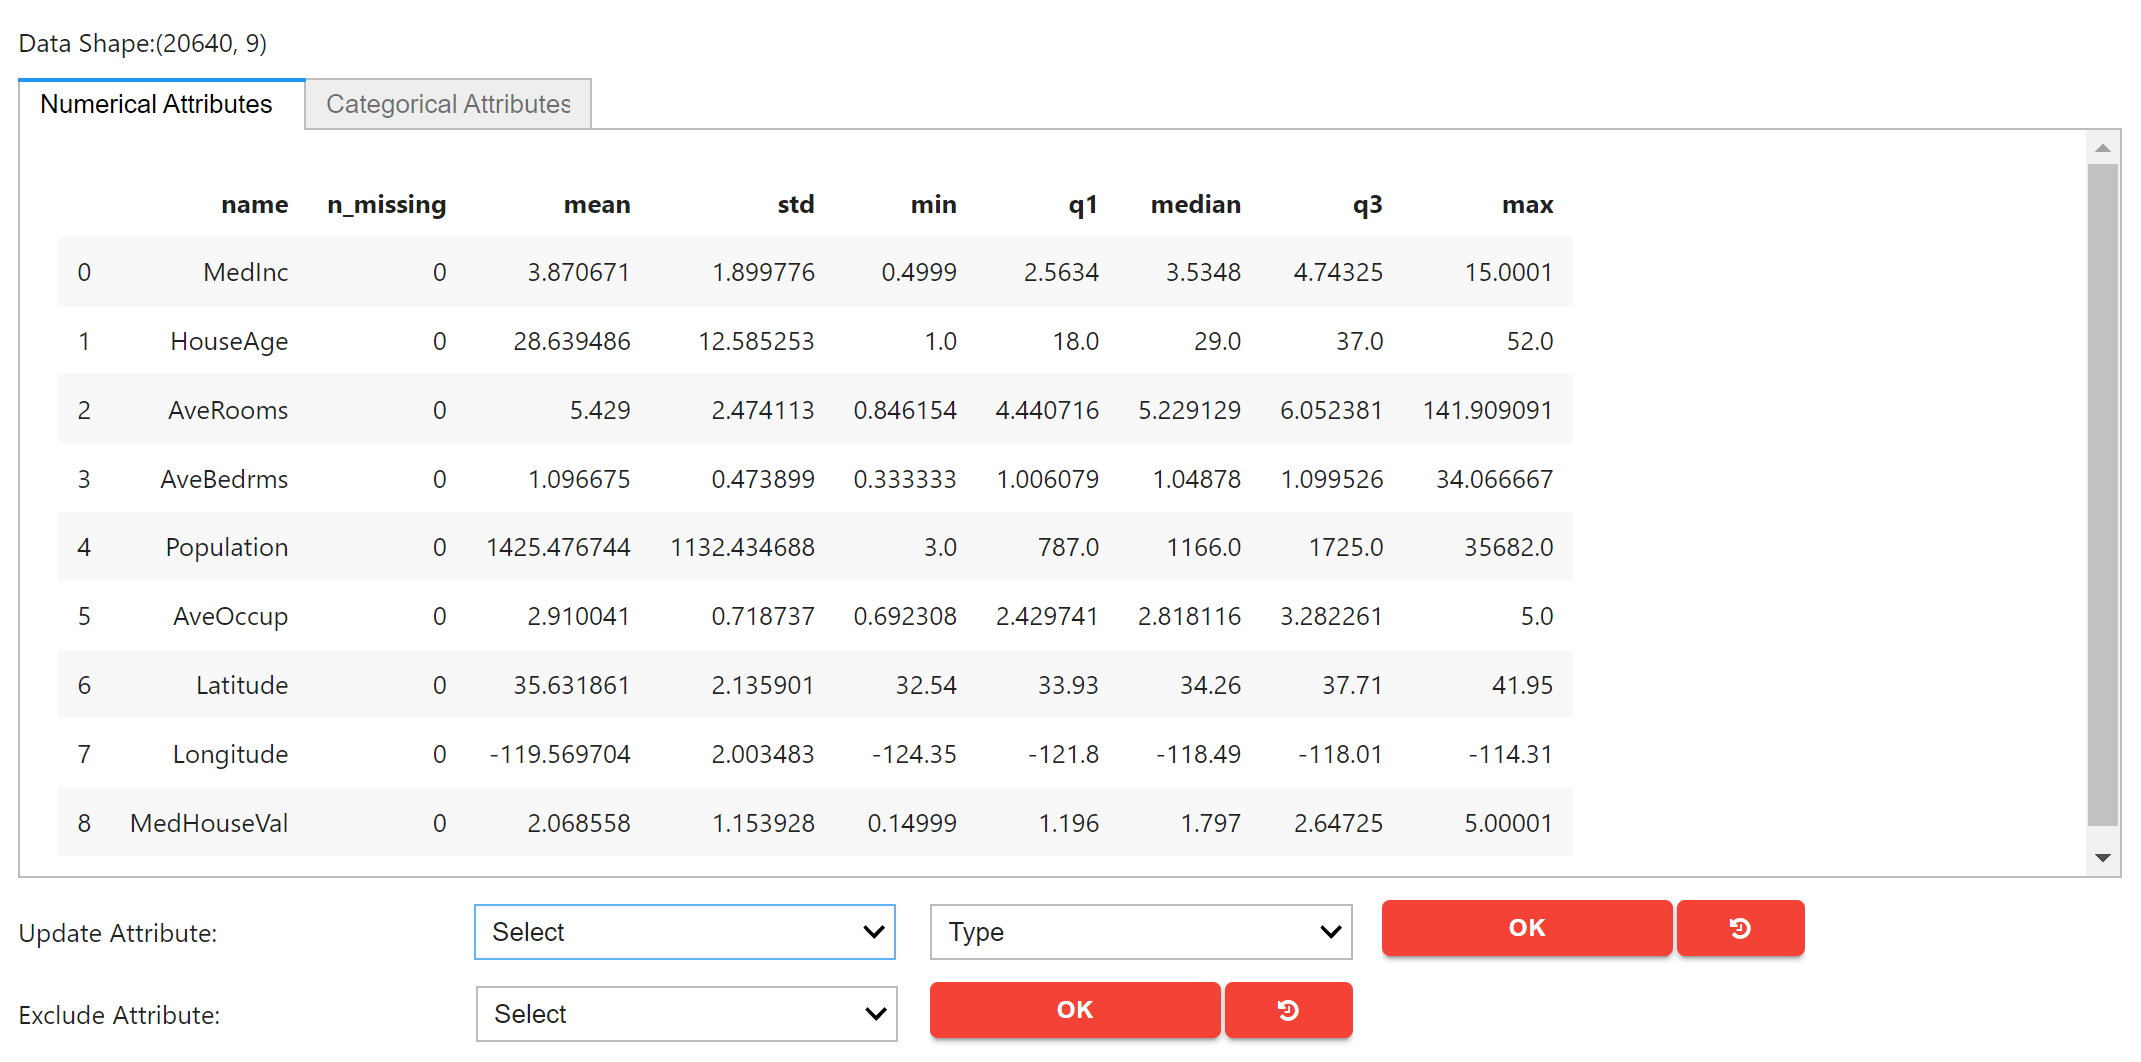 Data Shape:(20640, 9)
Numerical Attributes Categorical Attributes
name n_missing mean std min q1 median q3 max
0 MedInc 0 3.870671 1.899776 0.4999 2.5634 3.5348 4.74325 15.0001
1 HouseAge 0 28.639486 12.585253 1.0 18.0 29.0 37.0 52.0
2 AveRooms 0 5.429 2.474113 0.846154 4.440716 5.229129 6.052381 141.909091
3 AveBedrms 0 1.096675 0.473899 0.333333 1.006079 1.04878 1.099526 34.066667
4 Population 0 1425.476744 1132.434688 3.0 787.0 1166.0 1725.0 35682.0
5 AveOccup 0 2.910041 0.718737 0.692308 2.429741 2.818116 3.282261 5.0
6 Latitude 0 35.631861 2.135901 32.54 33.93 34.26 37.71 41.95
7 Longitude 0 -119.569704 2.003483 -124.35 -121.8 -118.49 -118.01 -114.31
8 MedHouseVal 0 2.068558 1.153928 0.14999 1.196 1.797 2.64725 5.00001
Update Attribute: Select Type OK
Exclude Attribute: Select OK